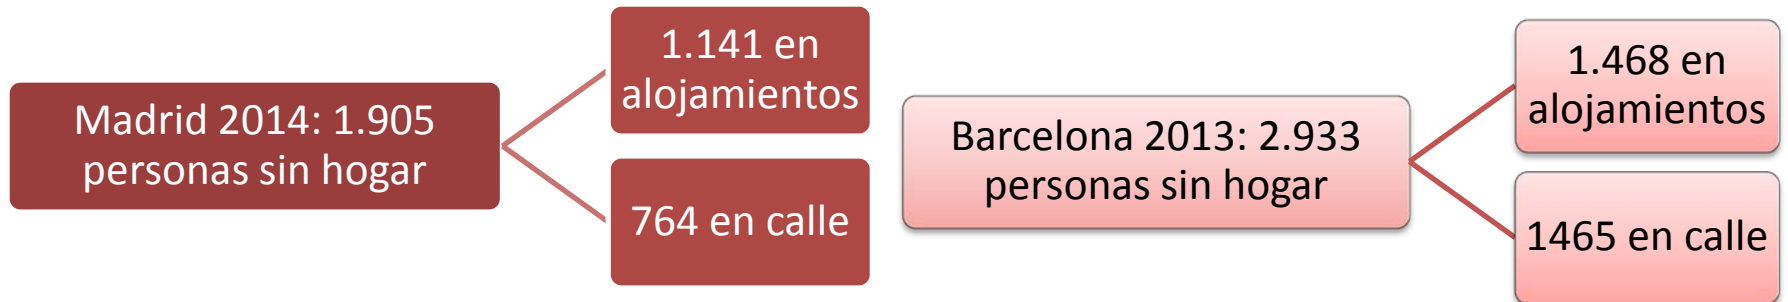 Madrid 2014: 1.905
personas sin hogar
1.141 en
alojamientos
764 en calle
Barcelona 2013: 2.933
personas sin hogar
1.468 en
alojamientos
1465 en calle